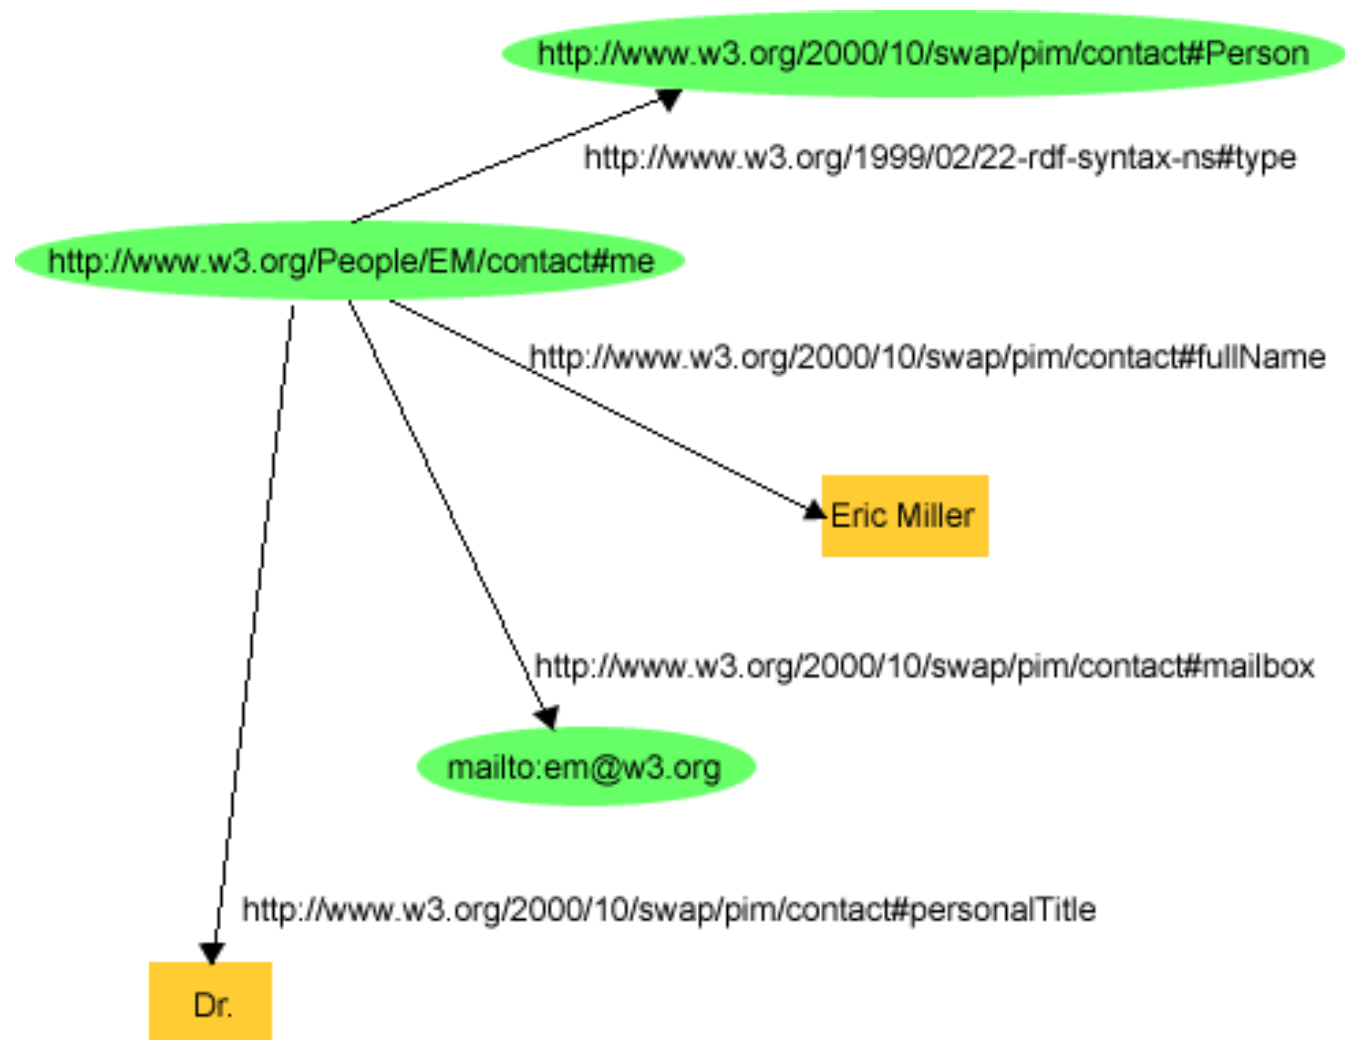 http://www.w3.org/2000/10/swap/pim/contact#Person
http://www.w3.org/1999/02/22-rdf-syntax-ns#type
http://www.w3.org/People/EM/contact#me
http://www.w3.org/2000/10/swap/pim/contact#fullName
Eric Miller
http://www.w3.org/2000/10/swap/pim/contact#mailbox
mailto:em@w3.org
http://www.w3.org/2000/10/swap/pim/contact#personalTitle
Dr.